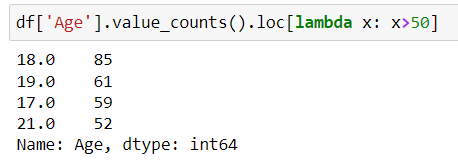 df['Age'].value_counts().loc[lambda x: x>50]
18.0    85
19.0    61
17.0    59
21.0    52
Name: Age, dtype: int64